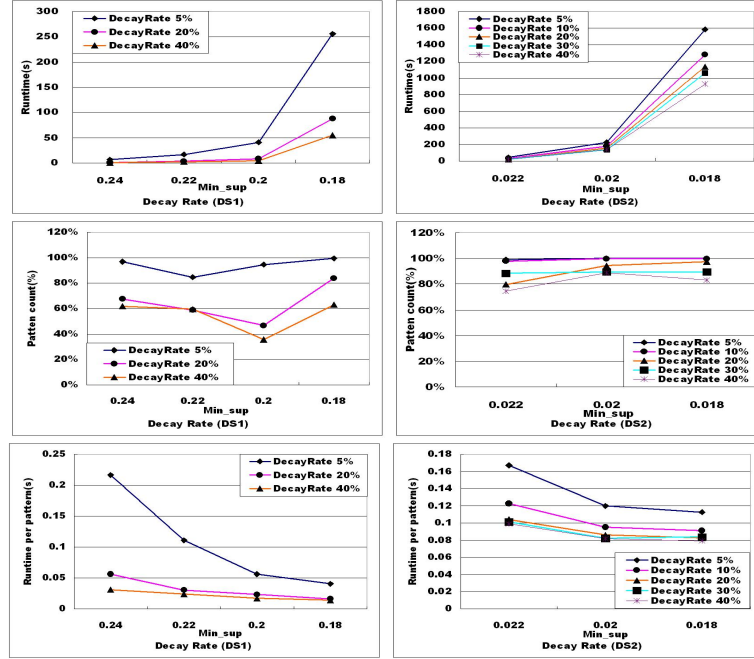 300
250
200
150
100
50
0
Runtime(s)
DecayRate 5%
DecayRate 20%
DecayRate 40%
0.24 0.22 0.2 0.18
Min_sup
Decay Rate (DS1)
1800
1600
1400
1200
1000
800
600
400
200
0
Runtime(s)
DecayRate 5%
DecayRate 10%
DecayRate 20%
DecayRate 30%
DecayRate 40%
0.022 0.02 0.018
Min_sup
Decay Rate (DS2)
120%
100%
80%
60%
40%
20%
0%
Patten count(%)
DecayRate 5%
DecayRate 20%
DecayRate 40%
0.24 0.22 0.2 0.18
Min_sup
Decay Rate (DS1)
120%
100%
80%
60%
40%
20%
0%
Patten count(%)
DecayRate 5%
DecayRate 10%
DecayRate 20%
DecayRate 30%
DecayRate 40%
0.022 0.02 0.018
Min_sup
Decay Rate (DS2)
0.25
0.2
0.15
0.1
0.05
0
Runtime per pattern(s)
DecayRate 5%
DecayRate 20%
DecayRate 40%
0.24 0.22 0.2 0.18
Min_sup
Decay Rate (DS1)
0.18
0.16
0.14
0.12
0.1
0.08
0.06
0.04
0.02
0
Runtime per pattern(s)
DecayRate 5%
DecayRate 10%
DecayRate 20%
DecayRate 30%
DecayRate 40%
0.022 0.02 0.018
Min_sup
Decay Rate (DS2)